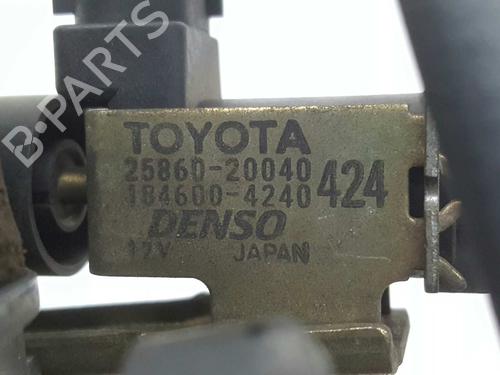 TOYOTA
25860-20040
184600-4240 424
DENSO
12V JAPAN
B-PARTS